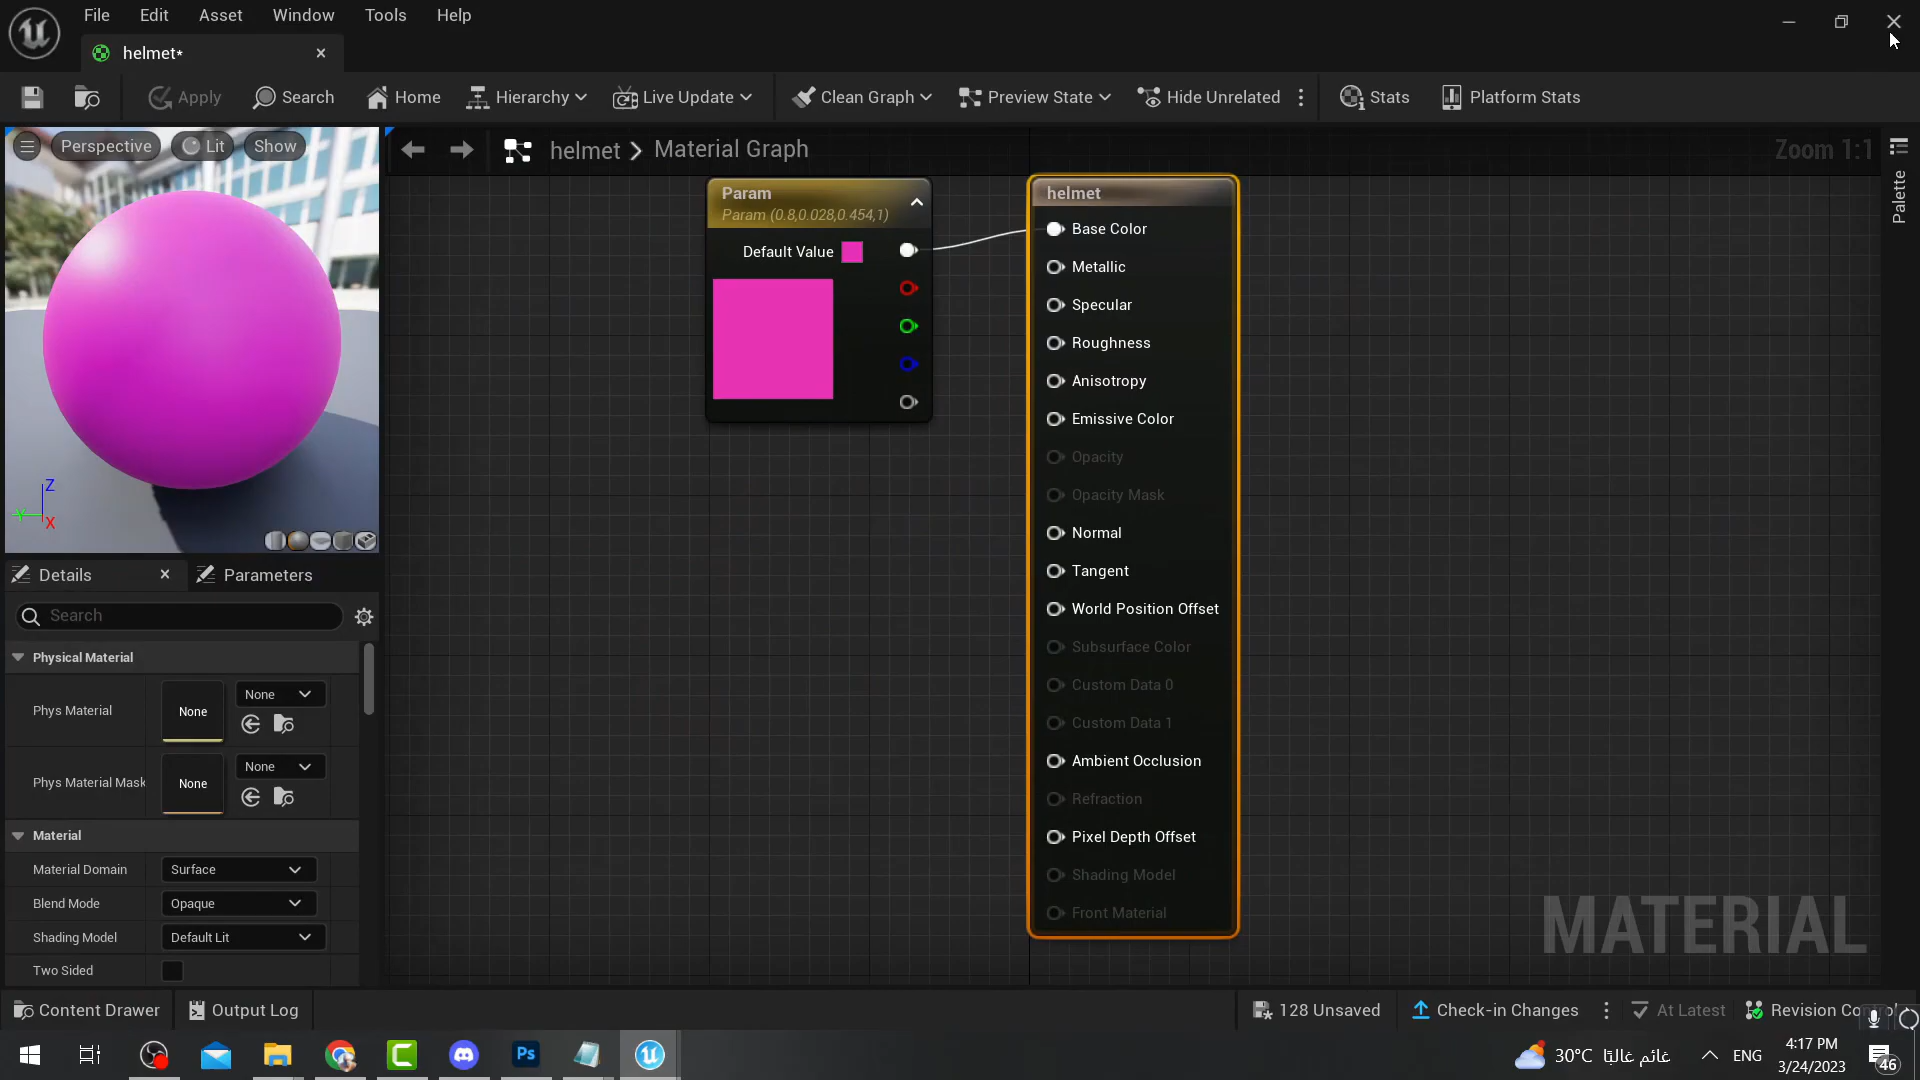 File Edit Asset Window Tools Help
helmet*
Apply Search Home Hierarchy Live Update Clean Graph Preview State Hide Unrelated Stats Platform Stats
Perspective Lit Show
helmet Material Graph
Zoom 1:1
Palette
Param
Param (0.8,0.028,0.454,1)
Default Value
helmet
Base Color
Metallic
Specular
Roughness
Anisotropy
Emissive Color
Opacity
Opacity Mask
Normal
Tangent
World Position Offset
Subsurface Color
Custom Data 0
Custom Data 1
Ambient Occlusion
Refraction
Pixel Depth Offset
Shading Model
Front Material
MATERIAL
Z
Y
X
Details Parameters
Search
Physical Material
Phys Material None None
Phys Material Mask None None
Material
Material Domain Surface
Blend Mode Opaque
Shading Model Default Lit
Two Sided
Content Drawer Output Log 128 Unsaved Check-in Changes At Latest Revision
Ps
30°C غائم غالبًا ENG 4:17 PM
3/24/2023
46